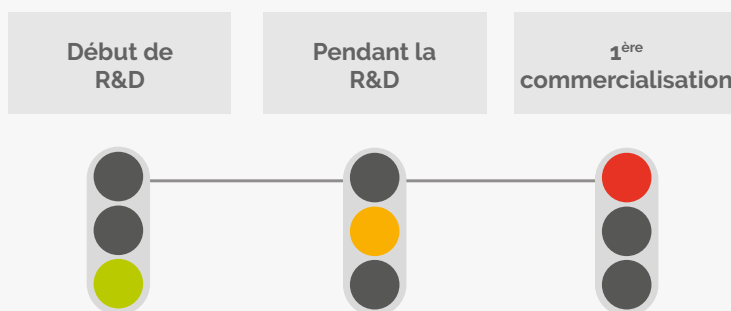 Début de
R&D
Pendant la
R&D
1ère
commercialisation